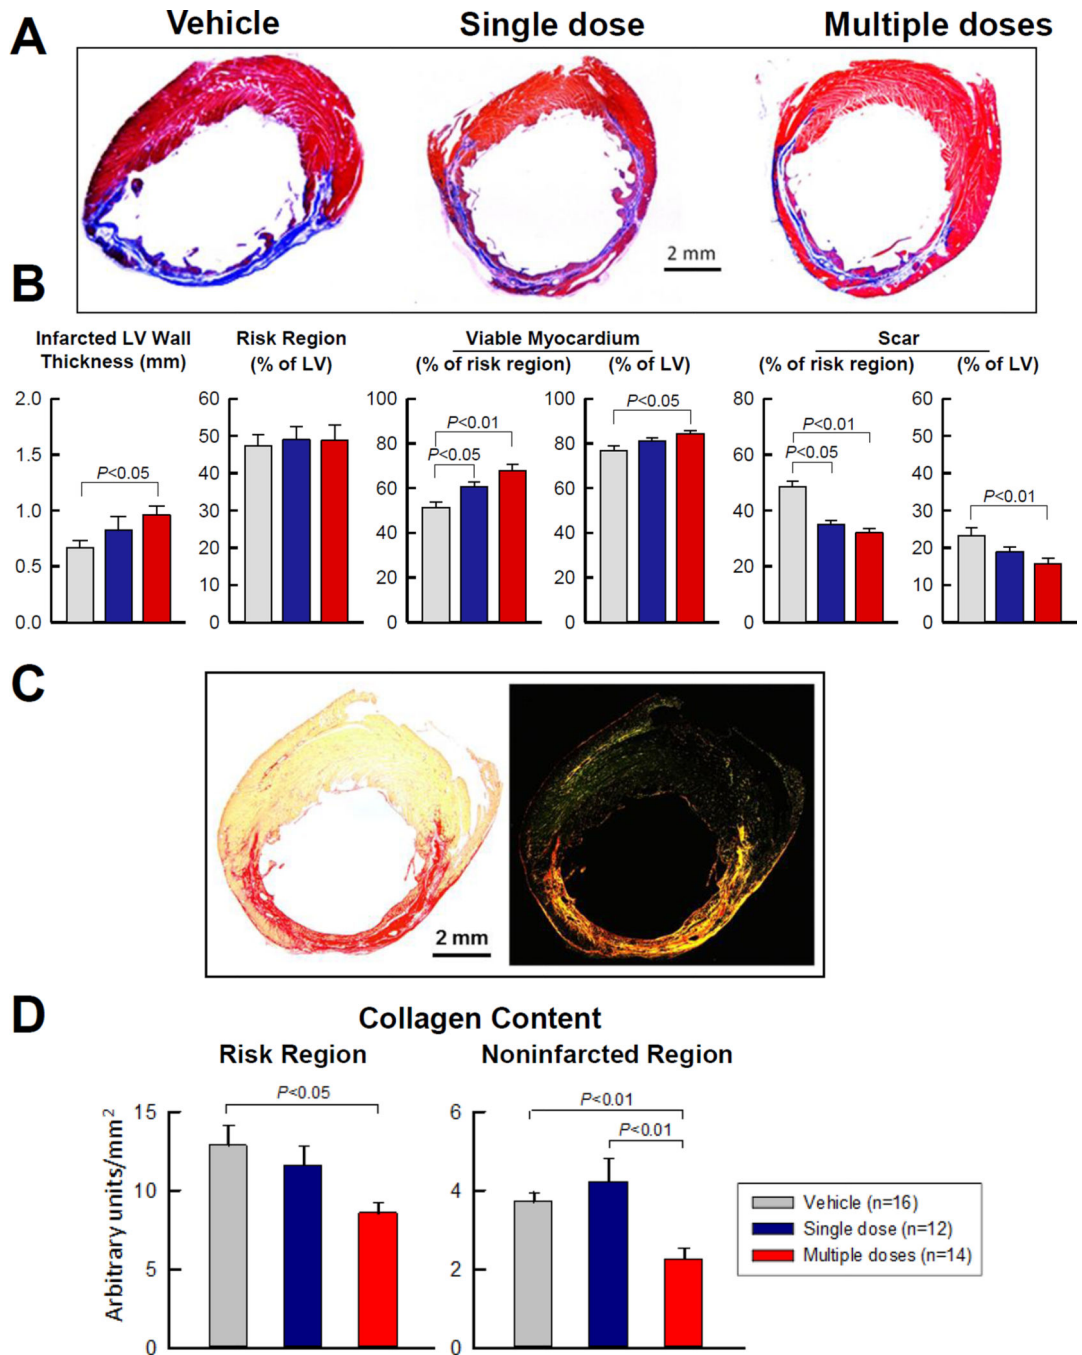 A
Vehicle
Single dose
Multiple doses
2 mm
B
Infarcted LV Wall
Thickness (mm)
Risk Region
(% of LV)
Viable Myocardium
(% of risk region)
(% of LV)
Scar
(% of risk region)
(% of LV)
2.0
1.5
1.0
0.5
0.0
P<0.05
60
50
40
30
20
10
0
100
80
60
40
20
0
P<0.01
P<0.05
100
80
60
40
20
0
P<0.05
80
60
40
20
0
P<0.01
P<0.05
60
50
40
30
20
10
0
P<0.01
C
2 mm
D
Collagen Content
Risk Region
Noninfarcted Region
Arbitrary units/mm²
15
10
5
0
P<0.05
6
4
2
0
P<0.01
P<0.01
Vehicle (n=16)
Single dose (n=12)
Multiple doses (n=14)